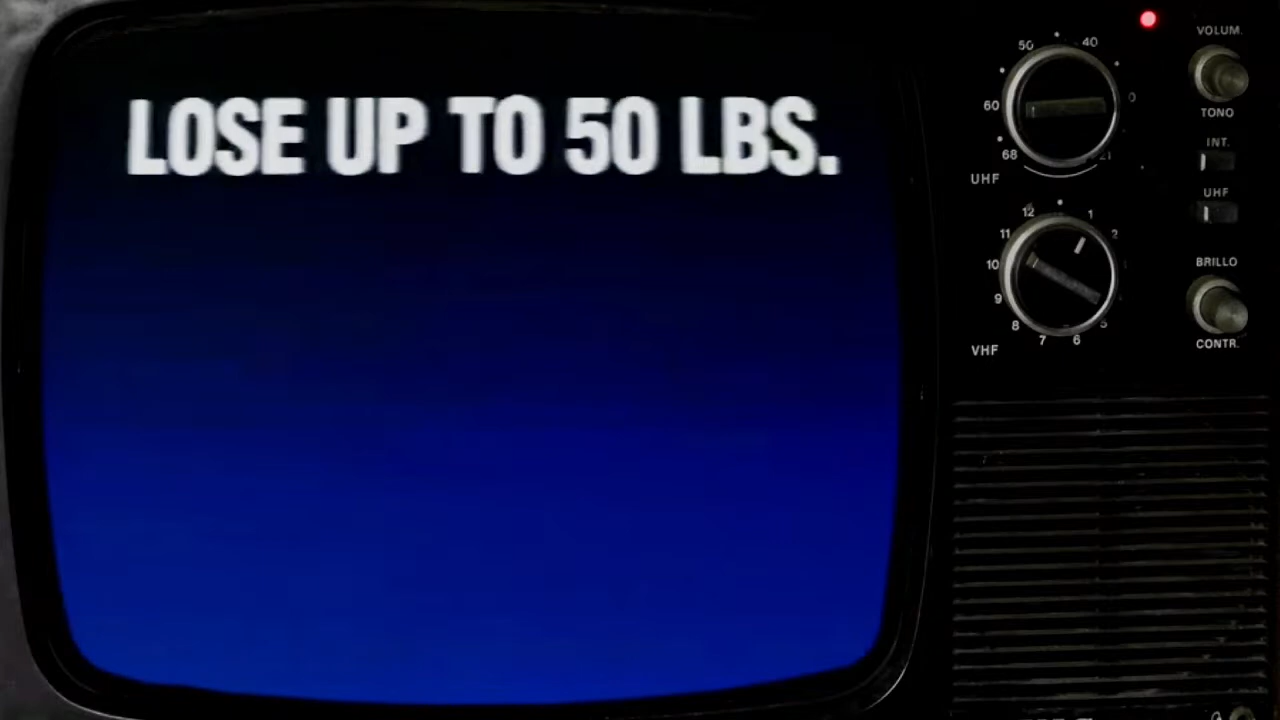 LOSE UP TO 50 LBS.
50
40
60
0
68
21
UHF
12
1
11
2
10
9
8
5
7
6
VHF
VOLUM.
TONO
INT.
UHF
BRILLO
CONTR.